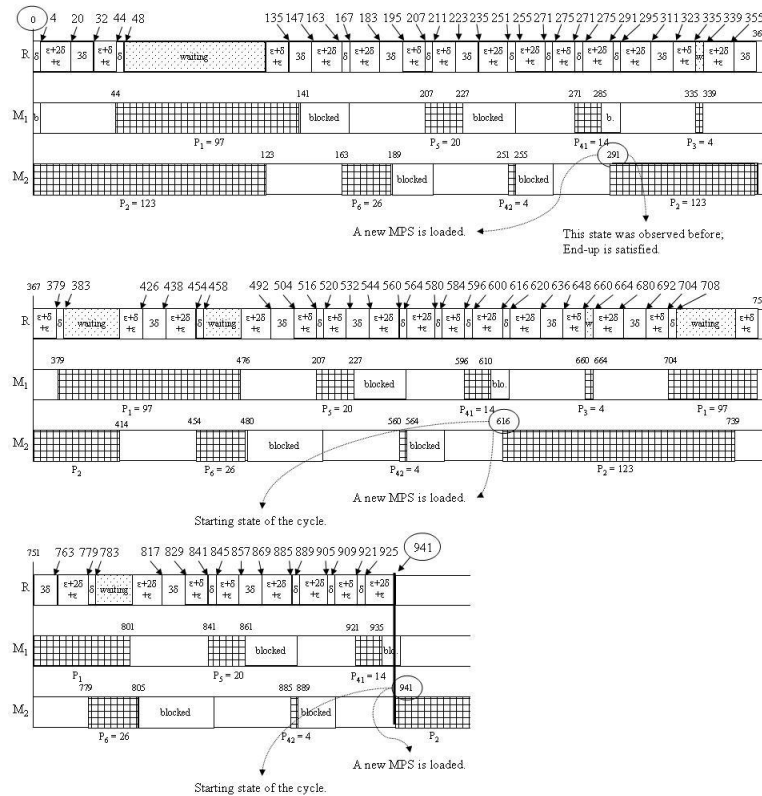 0 4 20 32 44 48 135 147 163 167 183 195 207 211 223 235 251 255 271 275 271 275 291 295 311 323 335 339 355
36
R δ ε+2δ+ε 3δ ε+δ+ε δ waiting ε+δ+ε 3δ ε+2δ+ε δ ε+2δ+ε 3δ ε+δ+ε δ ε+2δ+ε 3δ ε+2δ+ε δ ε+2δ+ε δ ε+δ+ε δ ε+2δ+ε δ ε+2δ+ε 3δ ε+δ+ε w ε+2δ+ε 3δ
44 141 207 227 271 285 335 339
M1 b blocked blocked b.
P1 = 97 P5 = 20 P41 = 14 P3 = 4
123 163 189 251 255 291
M2 blocked blocked
P2 = 123 P6 = 26 P42 = 4 P2 = 123
A new MPS is loaded.
This state was observed before;
End-up is satisfied.
367 379 383 426 438 454 458 492 504 516 520 532 544 560 564 580 584 596 600 616 620 636 648 660 664 680 692 704 708 75
R ε+δ+ε δ waiting ε+2δ+ε 3δ ε+2δ+ε δ waiting ε+2δ+ε 3δ ε+δ+ε δ ε+2δ+ε 3δ ε+2δ+ε δ ε+2δ+ε δ ε+δ+ε δ ε+2δ+ε 3δ ε+δ+ε w ε+2δ+ε 3δ ε+δ+ε δ waiting ε+δ+ε
379 476 207 227 596 610 660 664 704
M1 blocked blo.
P1 = 97 P5 = 20 P41 = 14 P3 = 4 P1 = 97
414 454 480 560 564 616 739
M2 blocked blocked
P2 P6 = 26 P42 = 4 P2 = 123
A new MPS is loaded.
Starting state of the cycle.
751 763 779 783 817 829 841 845 857 869 885 889 905 909 921 925 941
R 3δ ε+2δ+ε δ waiting ε+2δ+ε 3δ ε+δ+ε δ ε+2δ+ε 3δ ε+2δ+ε δ ε+2δ+ε δ ε+δ+ε δ ε+2δ+ε
801 841 861 921 935
M1 blocked blo.
P1 P5 = 20 P41 = 14
779 805 885 889 941
M2 blocked blocked
P6 = 26 P42 = 4 P2
A new MPS is loaded.
Starting state of the cycle.